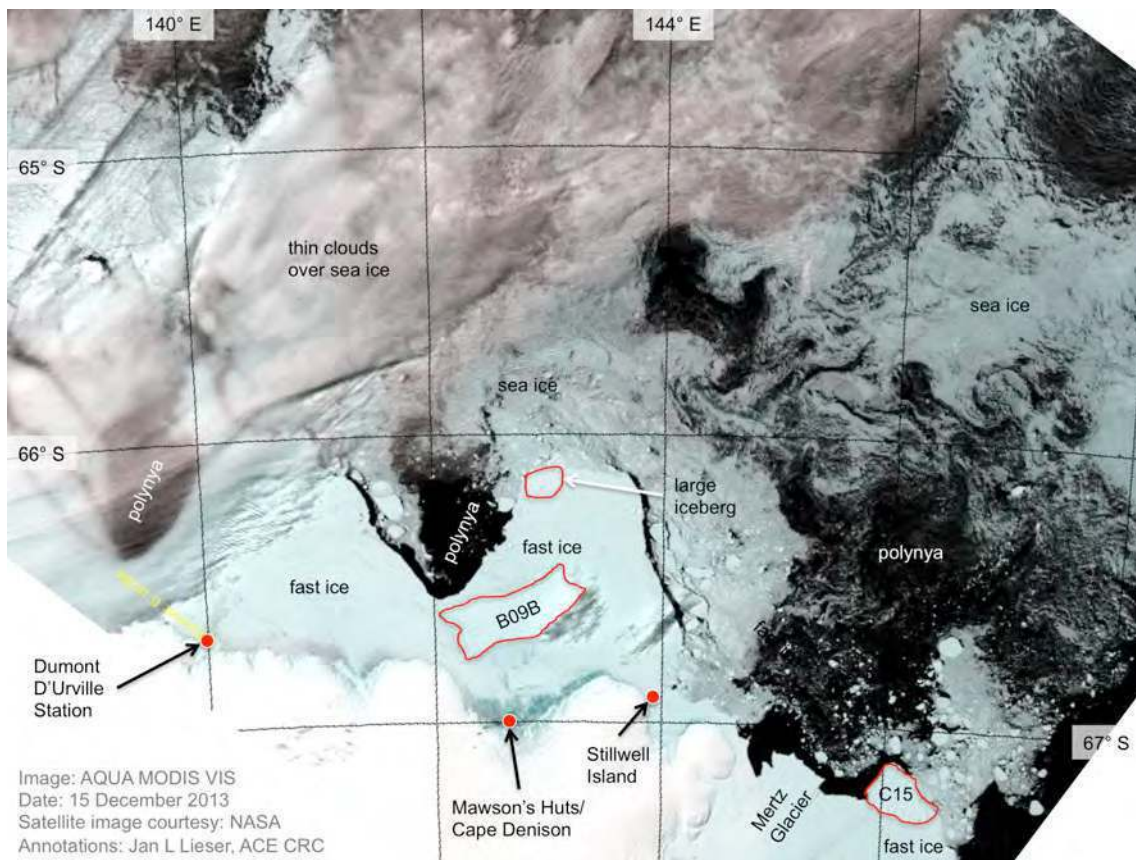 140° E
144° E
65° S
thin clouds
over sea ice
sea ice
sea ice
66° S
polynya
polynya
large
iceberg
fast ice
polynya
fast ice
B09B
Dumont
D'Urville
Station
Stillwell
Island
67° S
Mawson's Huts/
Cape Denison
Mertz
Glacier
C15
fast ice
Image: AQUA MODIS VIS
Date: 15 December 2013
Satellite image courtesy: NASA
Annotations: Jan L Lieser, ACE CRC